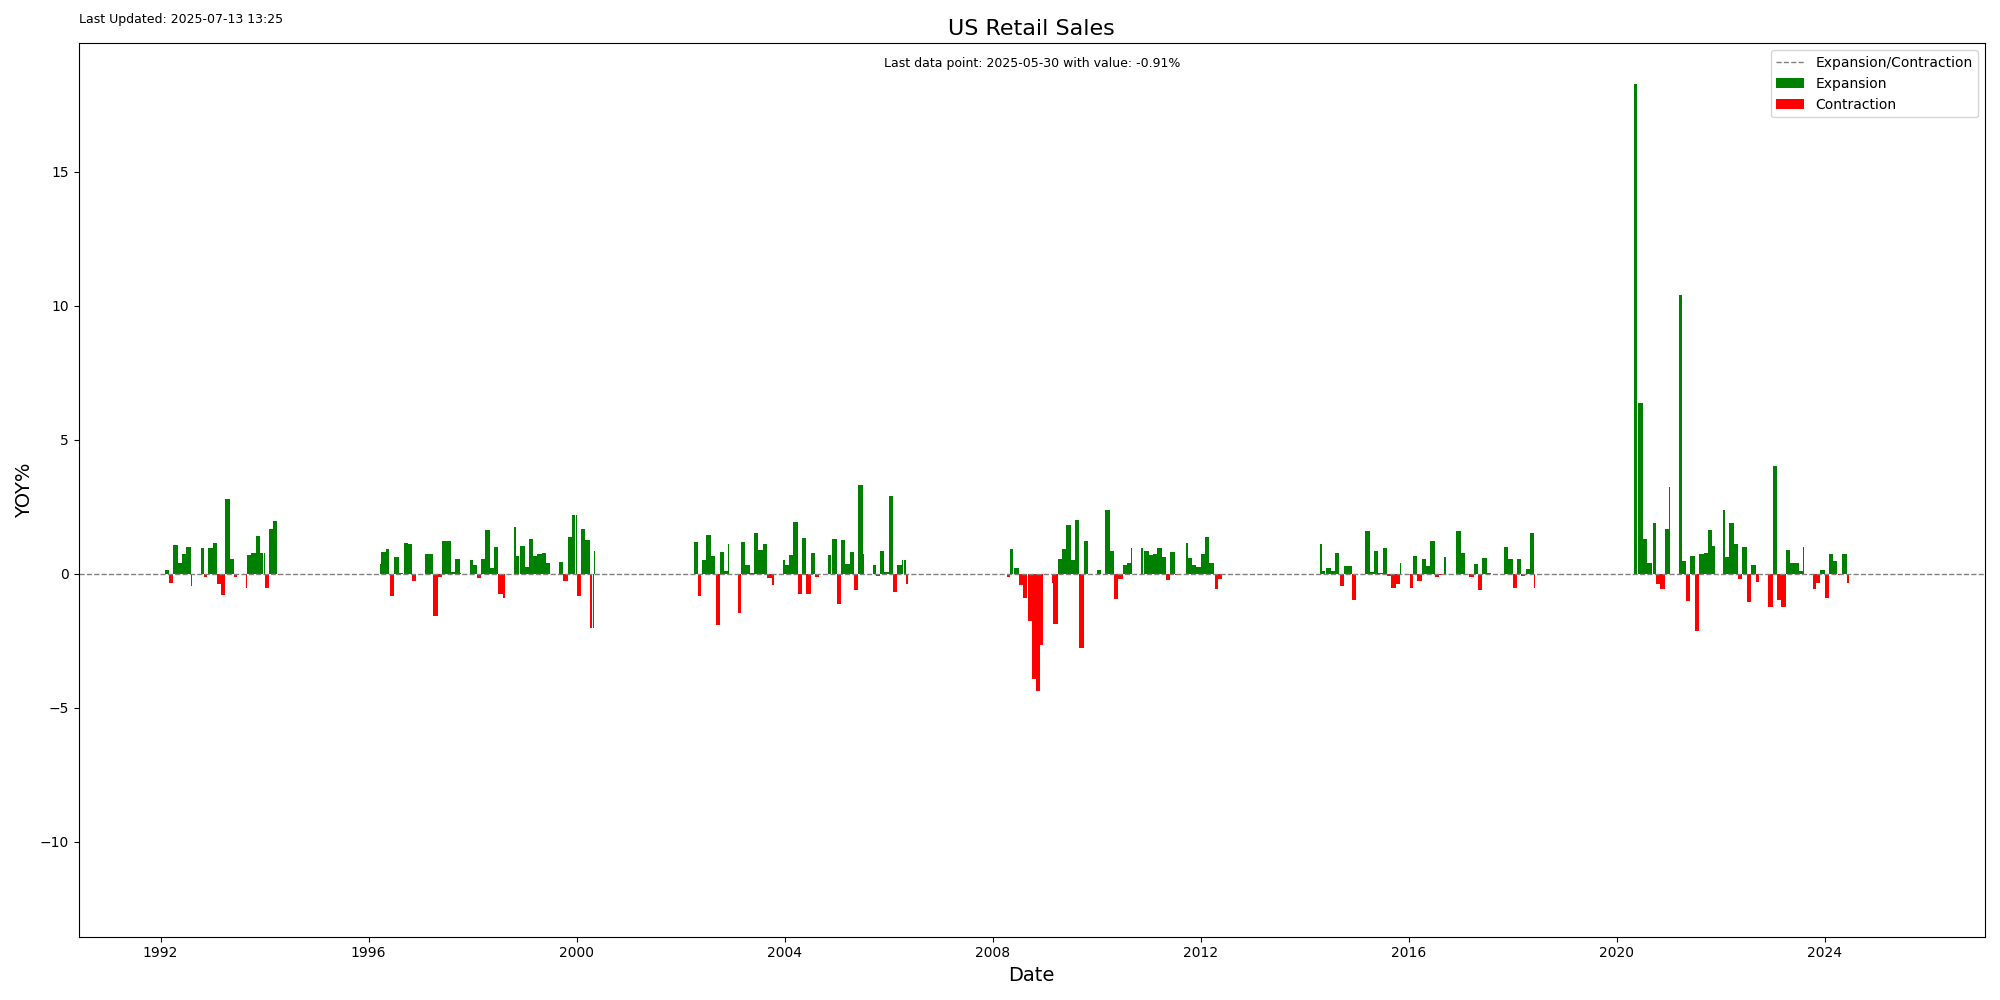 Last Updated: 2025-07-13 13:25
US Retail Sales
Last data point: 2025-05-30 with value: -0.91%
Expansion/Contraction
Expansion
Contraction
15
10
5
0
−5
−10
YOY%
1992 1996 2000 2004 2008 2012 2016 2020 2024
Date